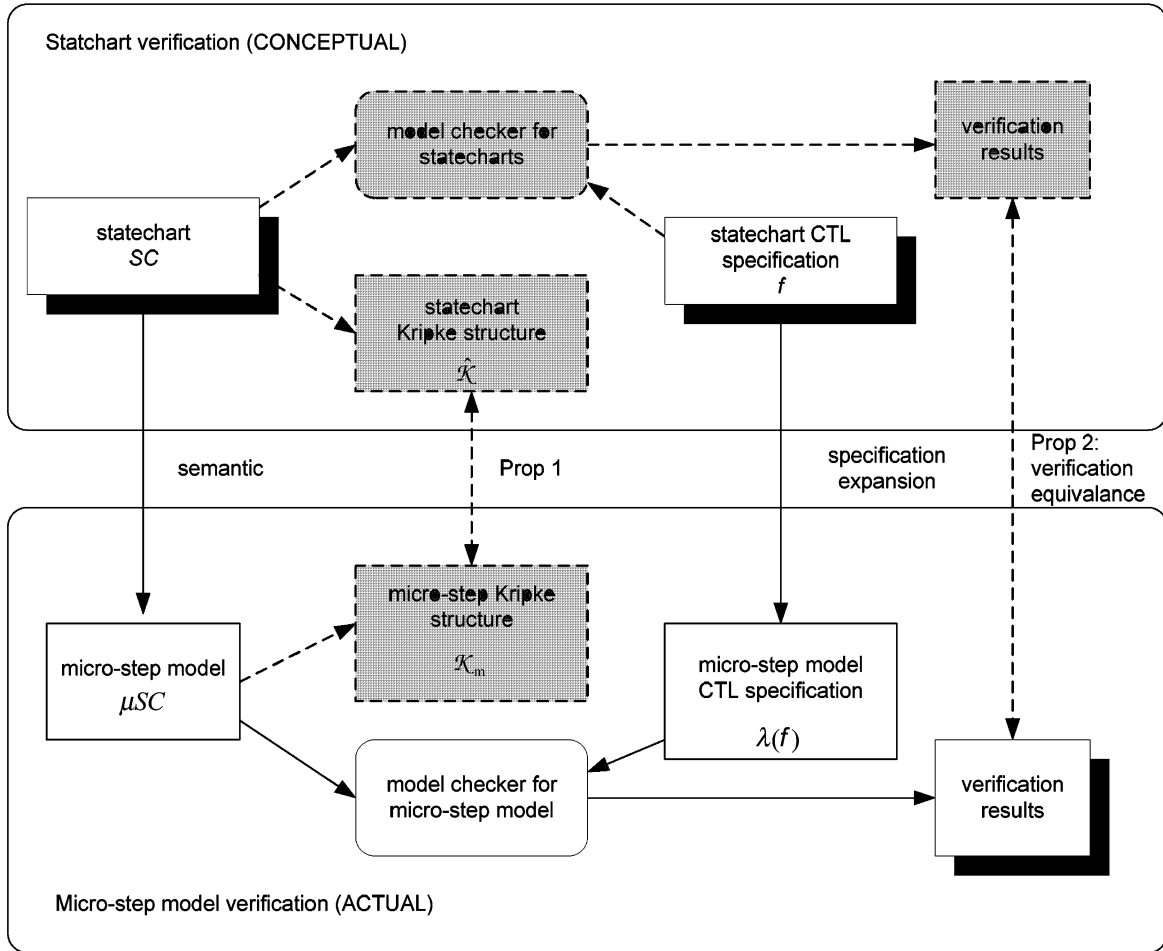 Statchart verification (CONCEPTUAL)
model checker for
statecharts
verification
results
statechart
SC
statechart CTL
specification
f
statechart
Kripke structure
𝒦̂
semantic
Prop 1
specification
expansion
Prop 2:
verification
equivalance
micro-step Kripke
structure
𝒦m
micro-step model
μSC
micro-step model
CTL specification
λ(f)
model checker for
micro-step model
verification
results
Micro-step model verification (ACTUAL)